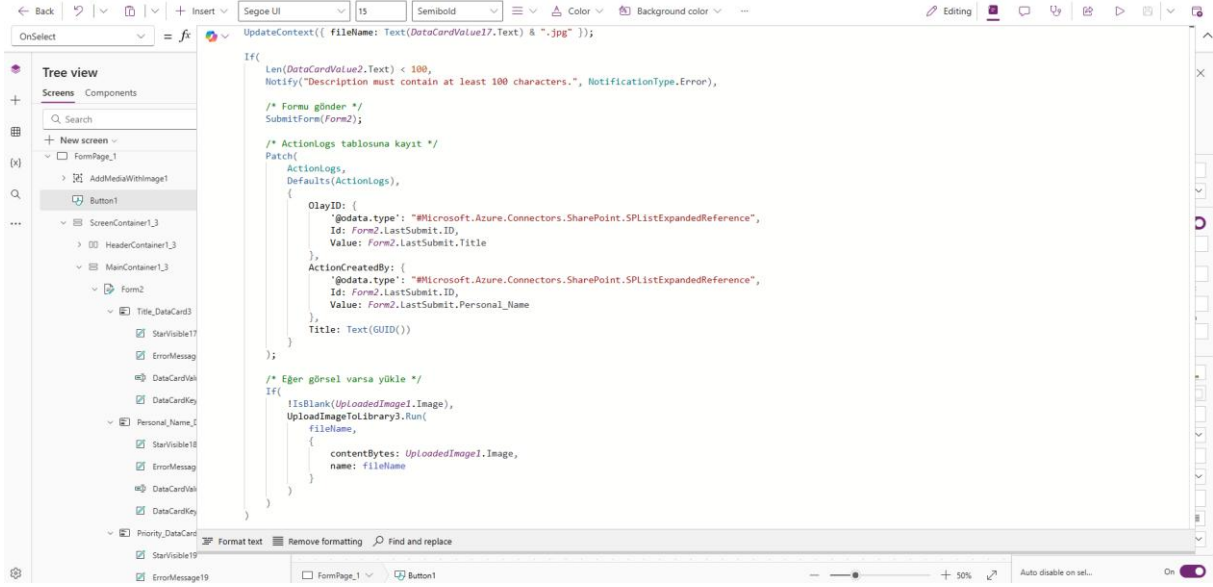 Back
Insert
Segoe UI
15
Semibold
Color
Background color
Editing
OnSelect
= fx
UpdateContext({ fileName: Text(DataCardValue17.Text) & ".jpg" });
If(
Len(DataCardValue2.Text) < 100,
Notify("Description must contain at least 100 characters.", NotificationType.Error),
/* Formu gönder */
SubmitForm(Form2);
/* ActionLogs tablosuna kayıt */
Patch(
ActionLogs,
Defaults(ActionLogs),
{
OlayID: {
'@odata.type': "#Microsoft.Azure.Connectors.SharePoint.SPListExpandedReference",
Id: Form2.LastSubmit.ID,
Value: Form2.LastSubmit.Title
},
ActionCreatedBy: {
'@odata.type': "#Microsoft.Azure.Connectors.SharePoint.SPListExpandedReference",
Id: Form2.LastSubmit.ID,
Value: Form2.LastSubmit.Personal_Name
},
Title: Text(GUID())
}
);
/* Eğer görsel varsa yükle */
If(
!IsBlank(UploadedImage1.Image),
UploadImageToLibrary3.Run(
fileName,
{
contentBytes: UploadedImage1.Image,
name: fileName
}
)
)
)
Format text
Remove formatting
Find and replace
Tree view
Screens
Components
Search
New screen
FormPage_1
AddMediaWithImage1
Button1
ScreenContainer1_3
HeaderContainer1_3
MainContainer1_3
Form2
Title_DataCard3
StarVisible17
ErrorMessag
DataCardVal
DataCardKey
Personal_Name_D
StarVisible18
ErrorMessag
DataCardVal
DataCardKey
Priority_DataCard
StarVisible19
ErrorMessage19
FormPage_1
Button1
50%
Auto disable on sel...
On